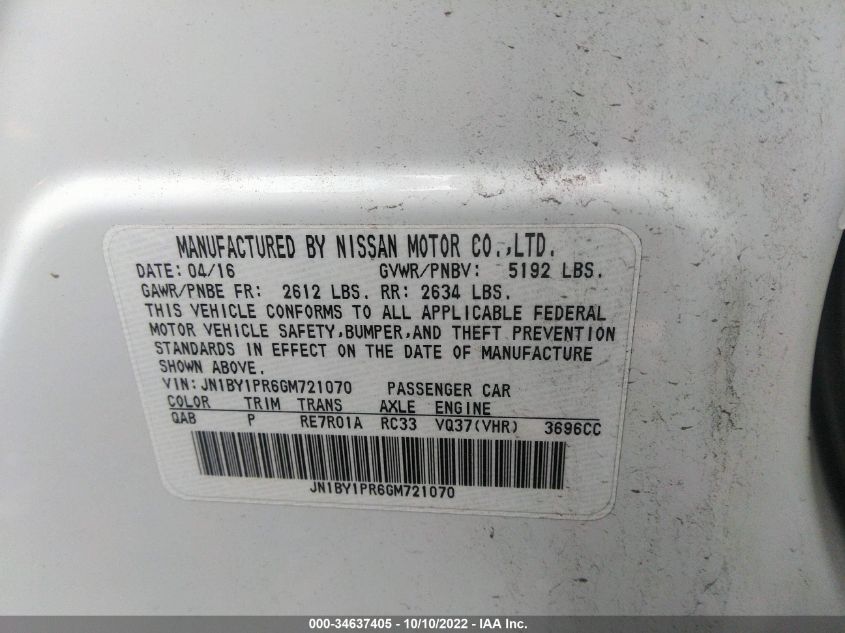 MANUFACTURED BY NISSAN MOTOR CO.,LTD.
DATE: 04/16 GVWR/PNBV: 5192 LBS.
GAWR/PNBE FR: 2612 LBS. RR: 2634 LBS.
THIS VEHICLE CONFORMS TO ALL APPLICABLE FEDERAL
MOTOR VEHICLE SAFETY,BUMPER,AND THEFT PREVENTION
STANDARDS IN EFFECT ON THE DATE OF MANUFACTURE
SHOWN ABOVE.
VIN:JN1BY1PR6GM721070 PASSENGER CAR
COLOR TRIM TRANS AXLE ENGINE
QAB P RE7R01A RC33 VQ37(VHR) 3696CC
JN1BY1PR6GM721070
000-34637405 - 10/10/2022 - IAA Inc.